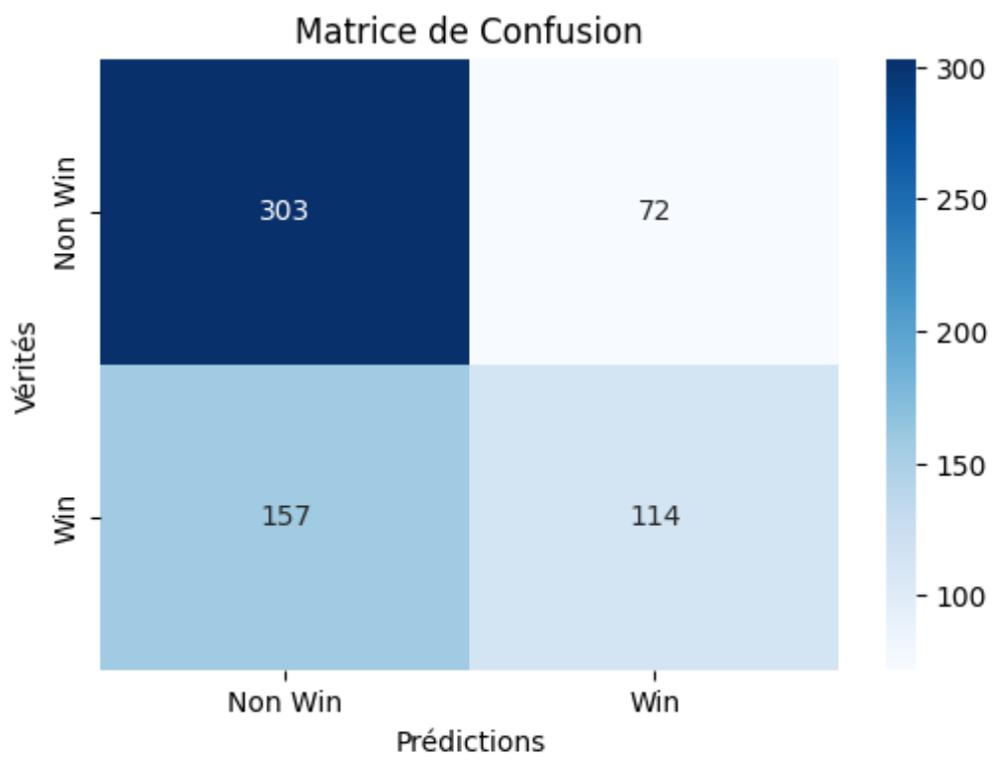 Matrice de Confusion
Non Win
303
72
Win
157
114
Vérités
Non Win
Win
Prédictions
300
250
200
150
100